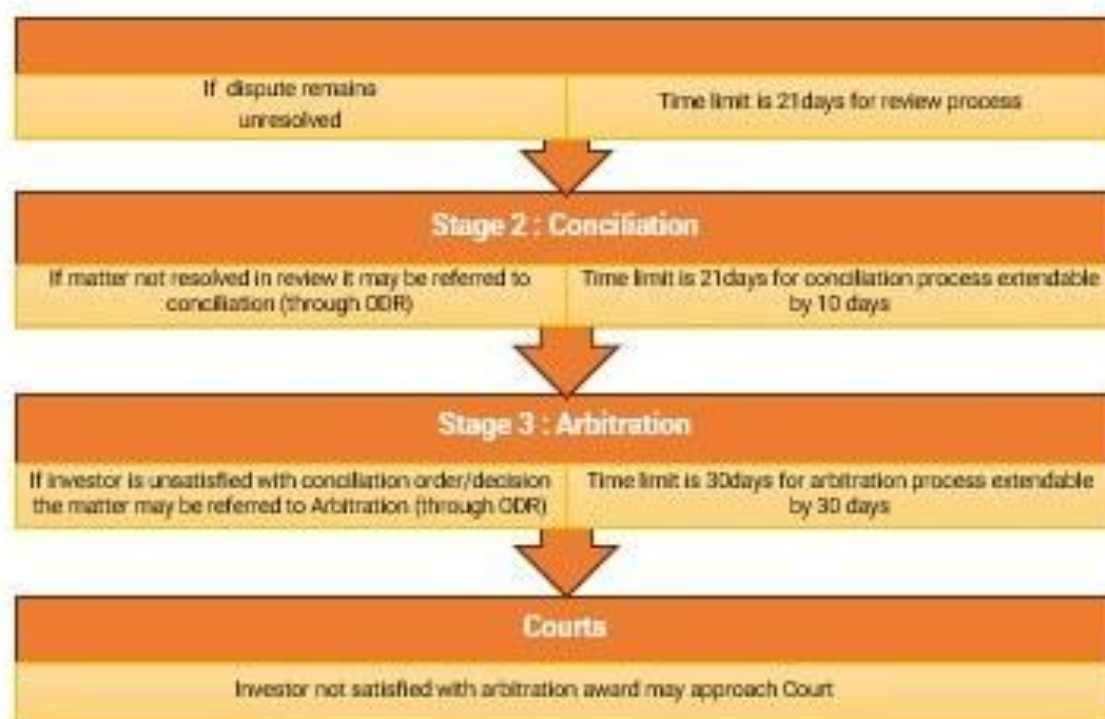 If dispute remains
unresolved
Time limit is 21days for review process
Stage 2 : Conciliation
If matter not resolved in review it may be referred to
conciliation (through ODR)
Time limit is 21days for conciliation process extendable
by 10 days
Stage 3 : Arbitration
If investor is unsatisfied with conciliation order/decision
the matter may be referred to Arbitration (through ODR)
Time limit is 30days for arbitration process extendable
by 30 days
Courts
Investor not satisfied with arbitration award may approach Court